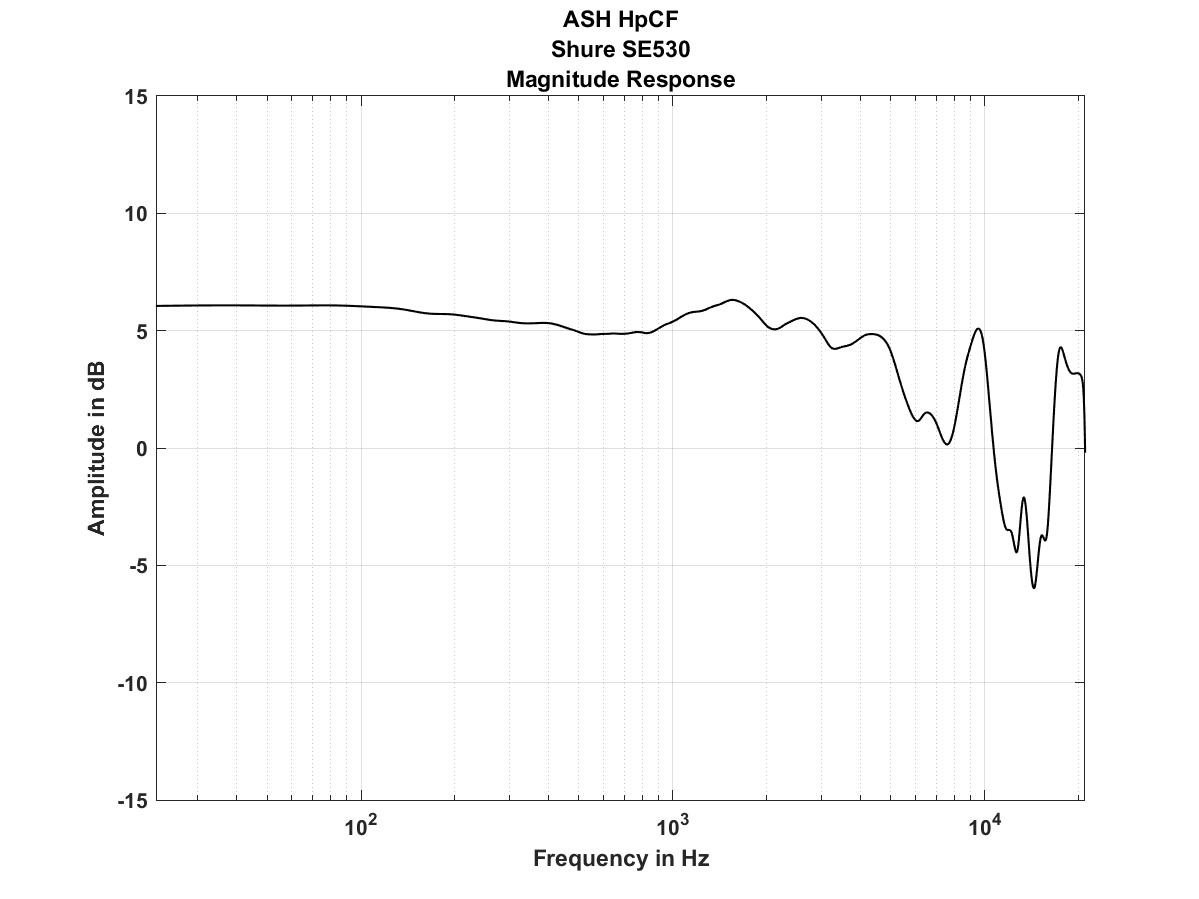 ASH HpCF
Shure SE530
Magnitude Response
15
10
5
0
-5
-10
-15
Amplitude in dB
10² 10³ 10⁴
Frequency in Hz